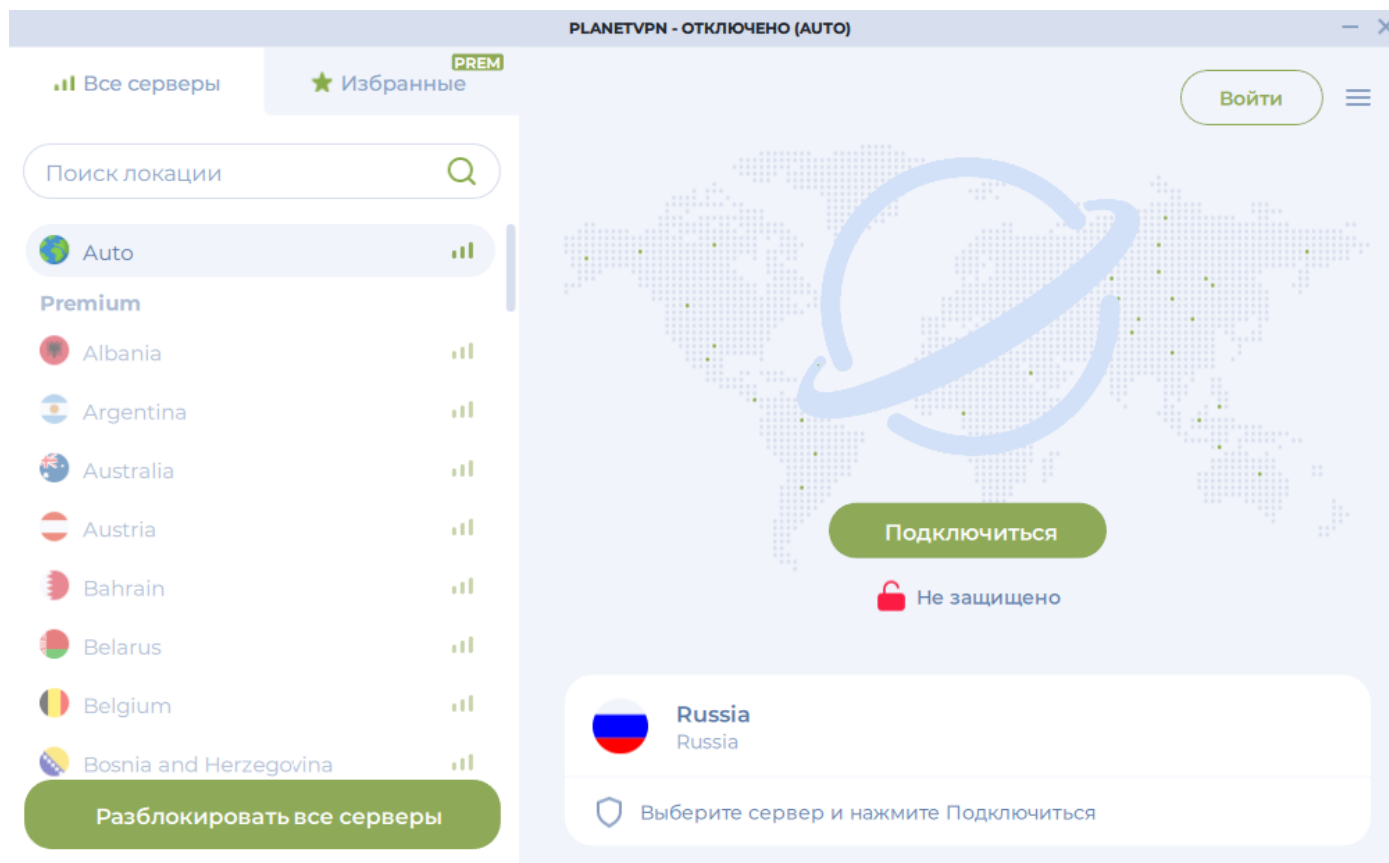 PLANETVPN - ОТКЛЮЧЕНО (AUTO)
Все серверы
Избранные
PREM
Войти
Поиск локации
Auto
Premium
Albania
Argentina
Australia
Austria
Bahrain
Belarus
Belgium
Bosnia and Herzegovina
Разблокировать все серверы
Подключиться
Не защищено
Russia
Russia
Выберите сервер и нажмите Подключиться